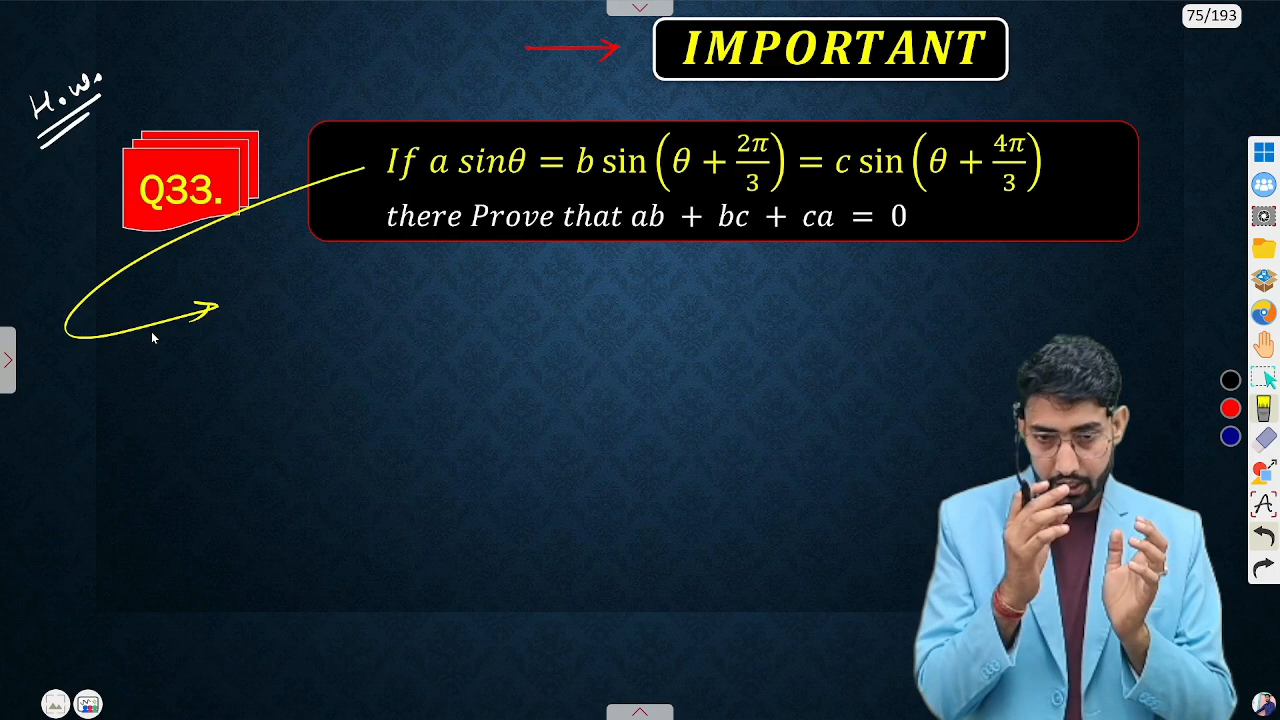 75/193
IMPORTANT
H.W.
Q33.
If a sinθ = b sin (θ + 2π/3) = c sin (θ + 4π/3)
there Prove that ab + bc + ca = 0